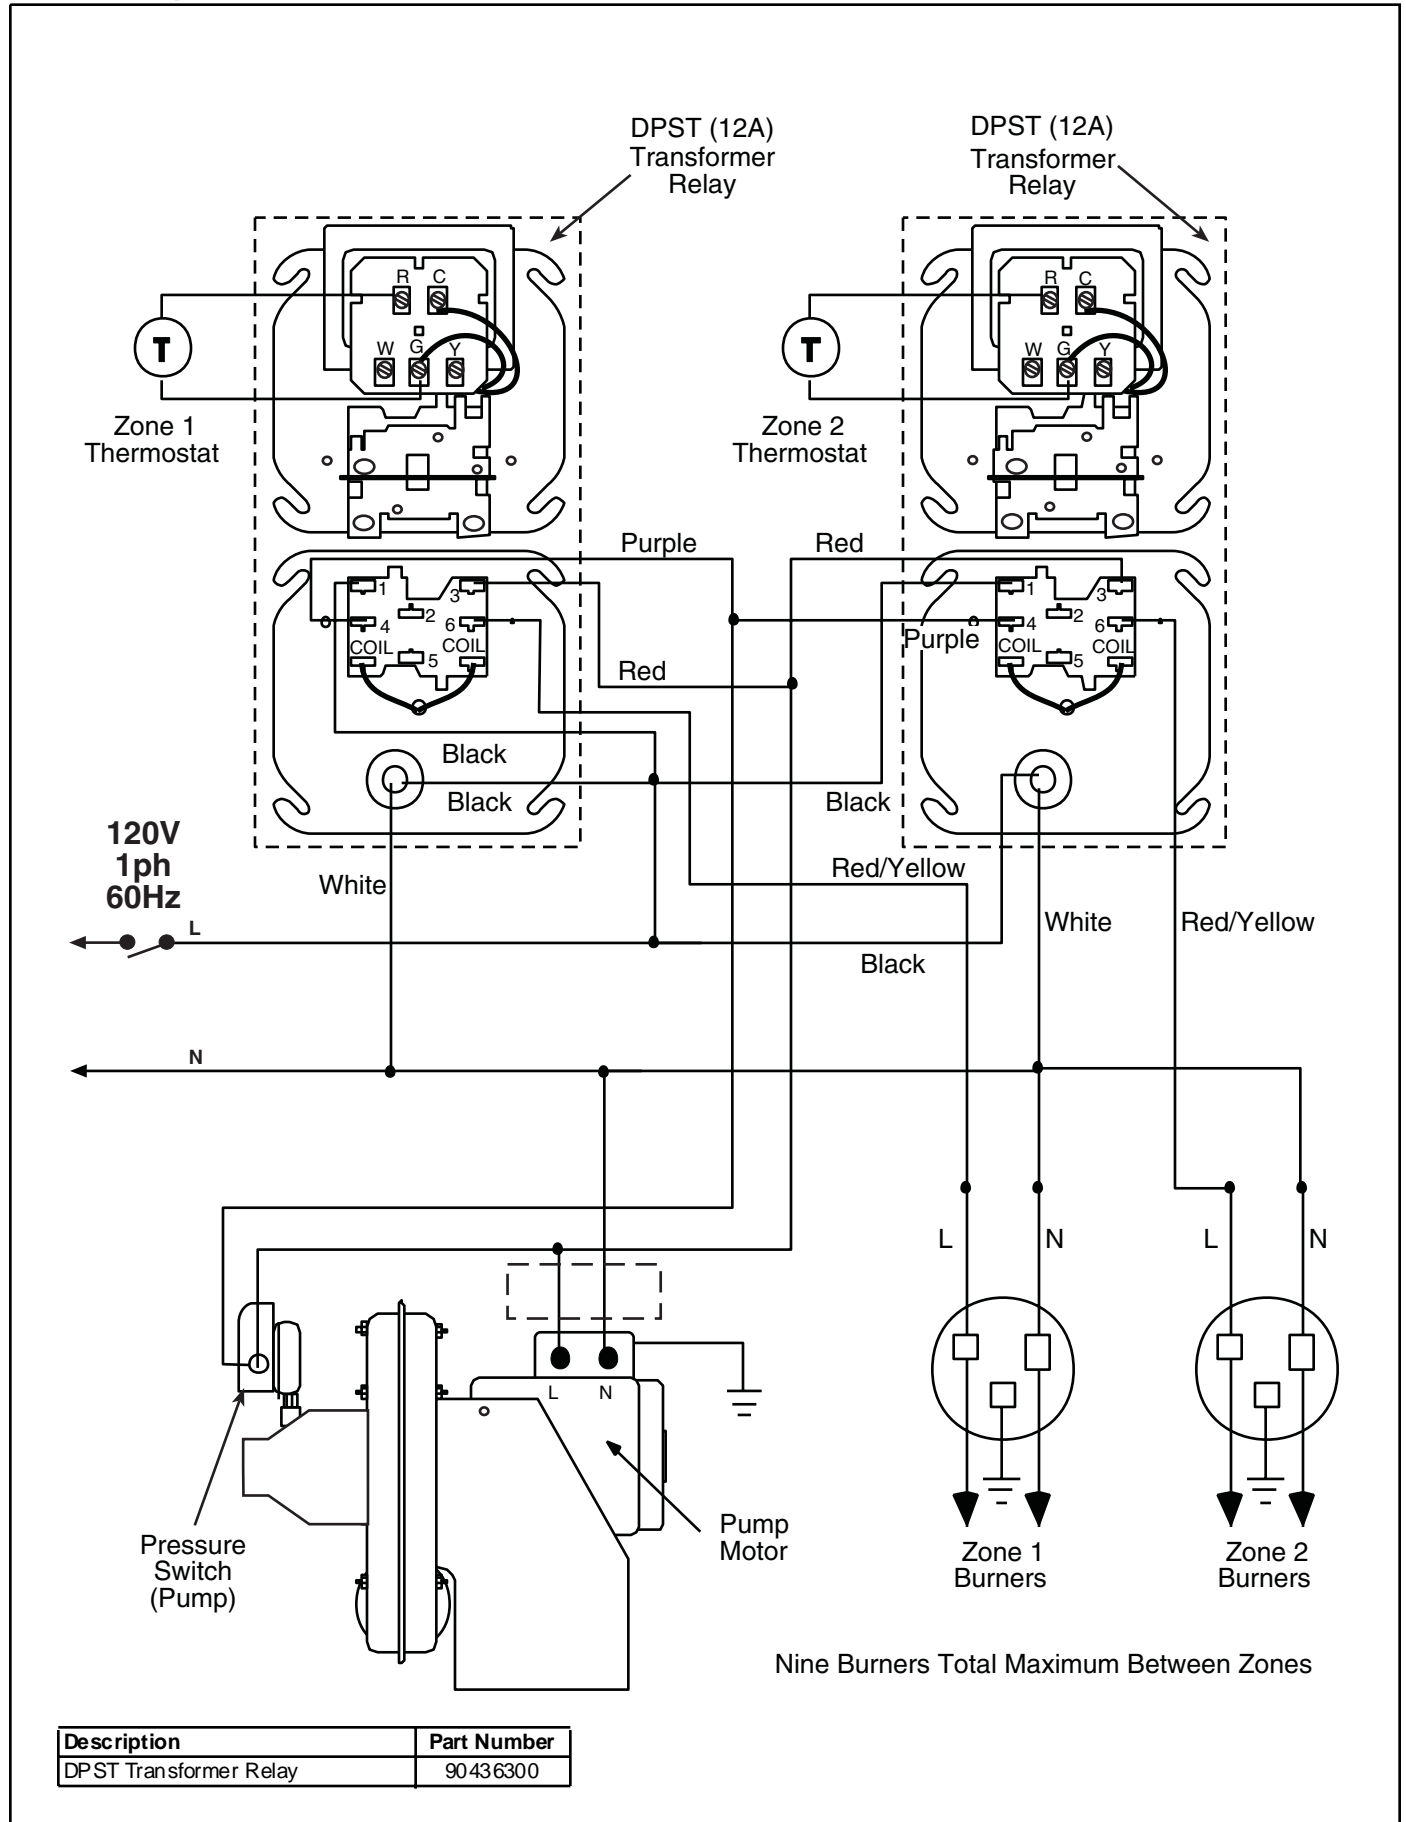 DPST (12A)
Transformer
Relay
DPST (12A)
Transformer
Relay
R C
W G Y
T
Zone 1
Thermostat
R C
W G Y
T
Zone 2
Thermostat
Purple
Red
1 3
2
4 6
COIL COIL
5
1 3
2
4 6
COIL COIL
5
Purple
Red
Black
Black
Black
120V
1ph
60Hz
White
Red/Yellow
L
White
Red/Yellow
Black
N
L N
L N
L N
Pressure
Switch
(Pump)
Pump
Motor
Zone 1
Burners
Zone 2
Burners
Nine Burners Total Maximum Between Zones
Description Part Number
DPST Transformer Relay 90436300